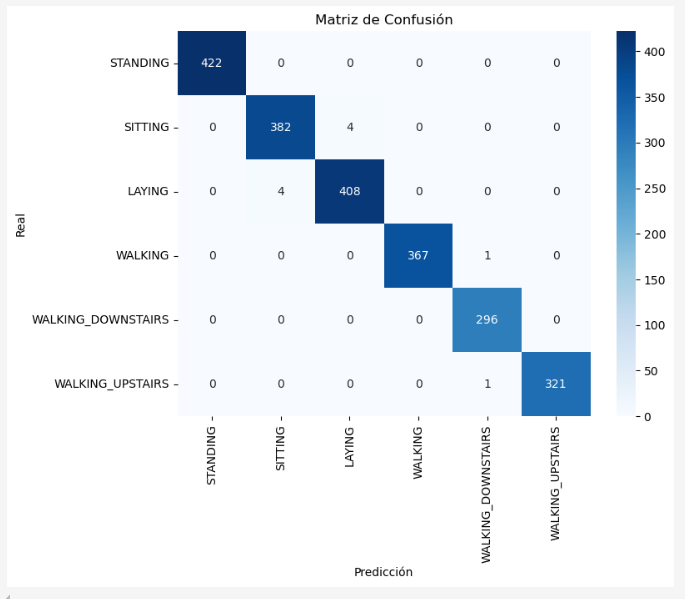 Matriz de Confusión
STANDING 422 0 0 0 0 0
SITTING 0 382 4 0 0 0
LAYING 0 4 408 0 0 0
WALKING 0 0 0 367 1 0
WALKING_DOWNSTAIRS 0 0 0 0 296 0
WALKING_UPSTAIRS 0 0 0 0 1 321
Real
STANDING
SITTING
LAYING
WALKING
WALKING_DOWNSTAIRS
WALKING_UPSTAIRS
Predicción
400
350
300
250
200
150
100
50
0